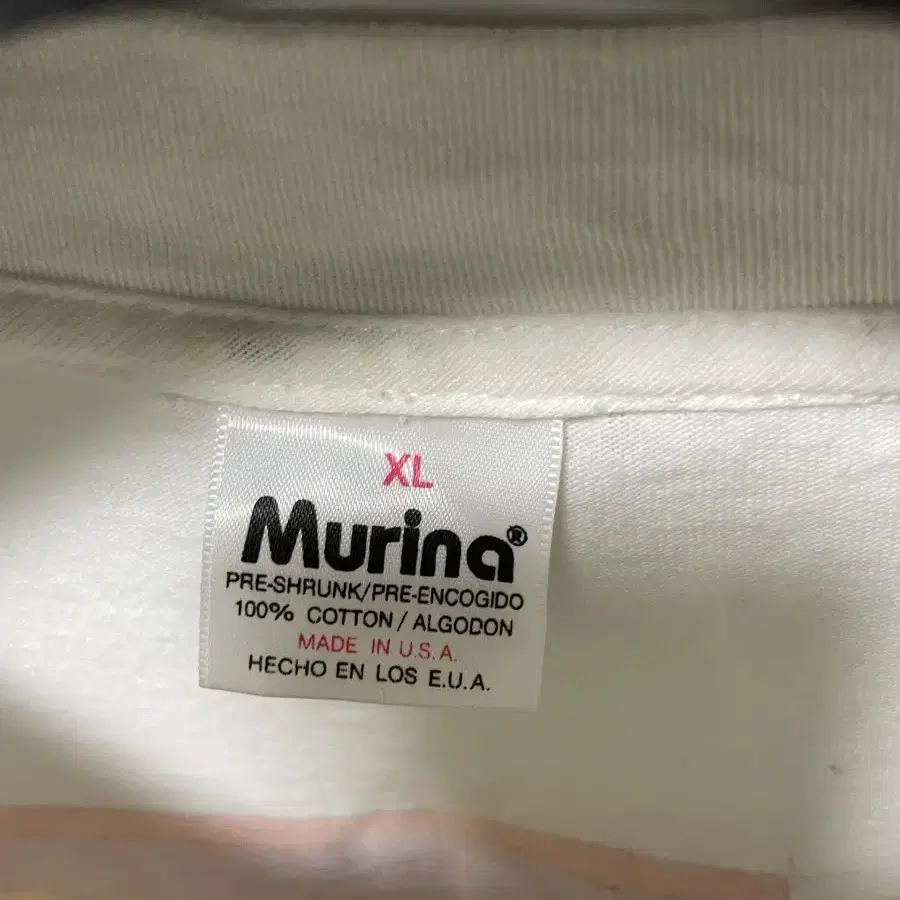 XL
Murina®
PRE-SHRUNK/PRE-ENCOGIDO
100% COTTON / ALGODON
MADE IN U.S.A.
HECHO EN LOS E.U.A.